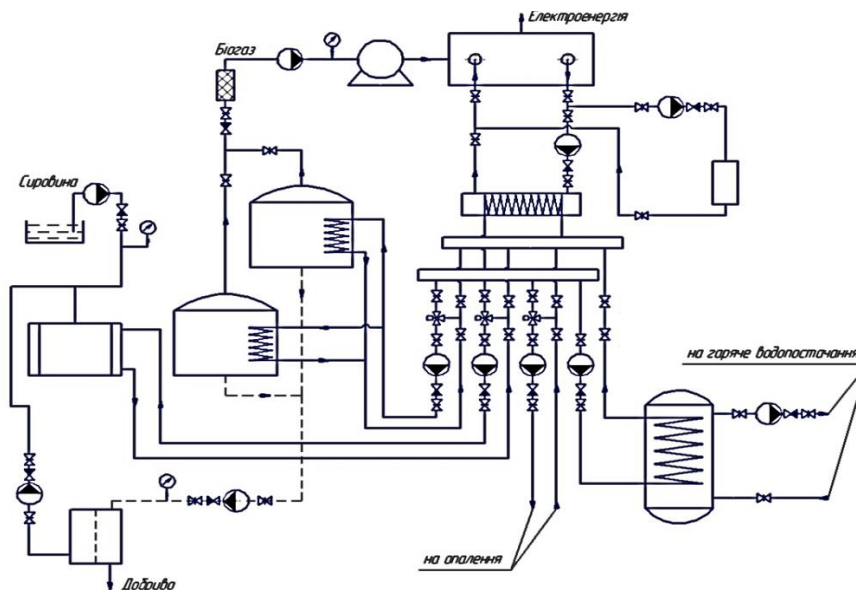 Електроенергія
Біогаз
Сировина
на гаряче водопостачання
на опалення
Добриво